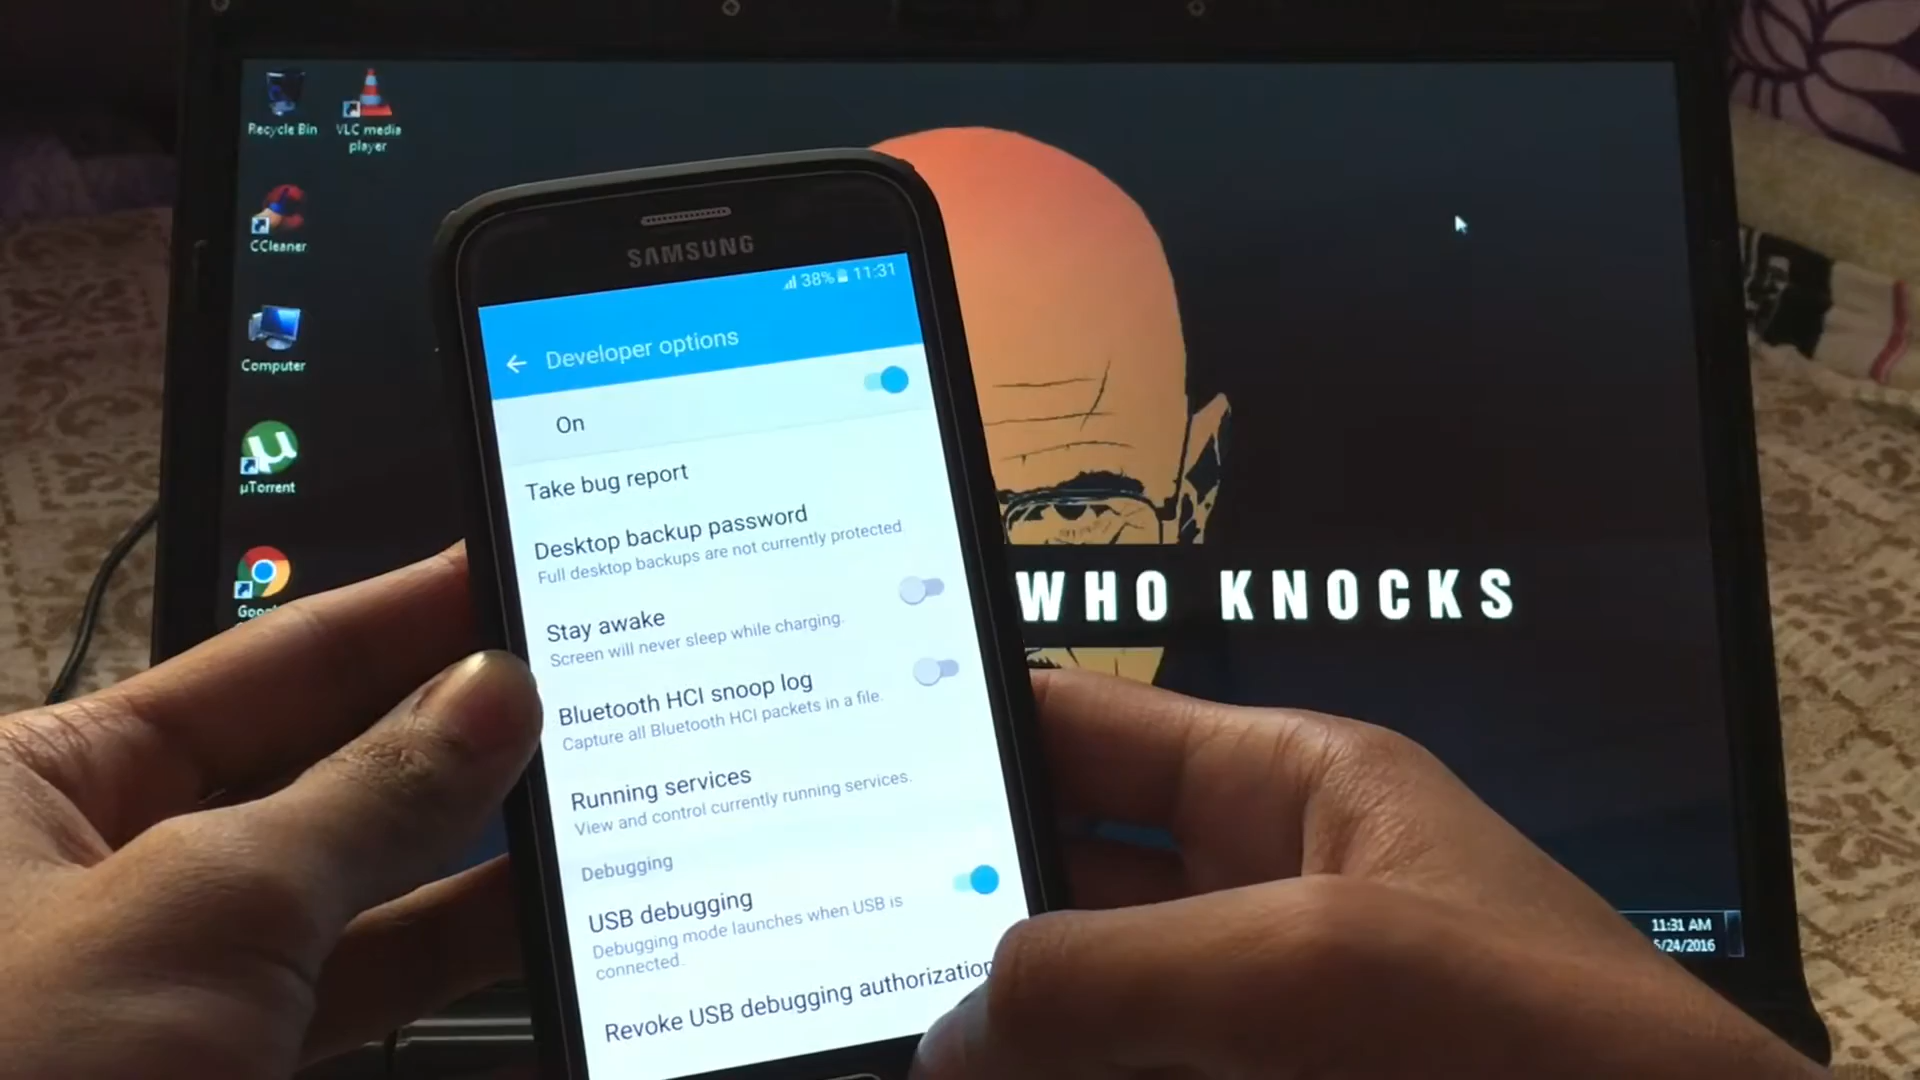 Recycle Bin
VLC media
player
CCleaner
Computer
µTorrent
WHO KNOCKS
11:31 AM
5/24/2016
SAMSUNG
38% 11:31
Developer options
On
Take bug report
Desktop backup password
Full desktop backups are not currently protected
Stay awake
Screen will never sleep while charging.
Bluetooth HCI snoop log
Capture all Bluetooth HCI packets in a file.
Running services
View and control currently running services.
Debugging
USB debugging
Debugging mode launches when USB is
connected.
Revoke USB debugging authorization